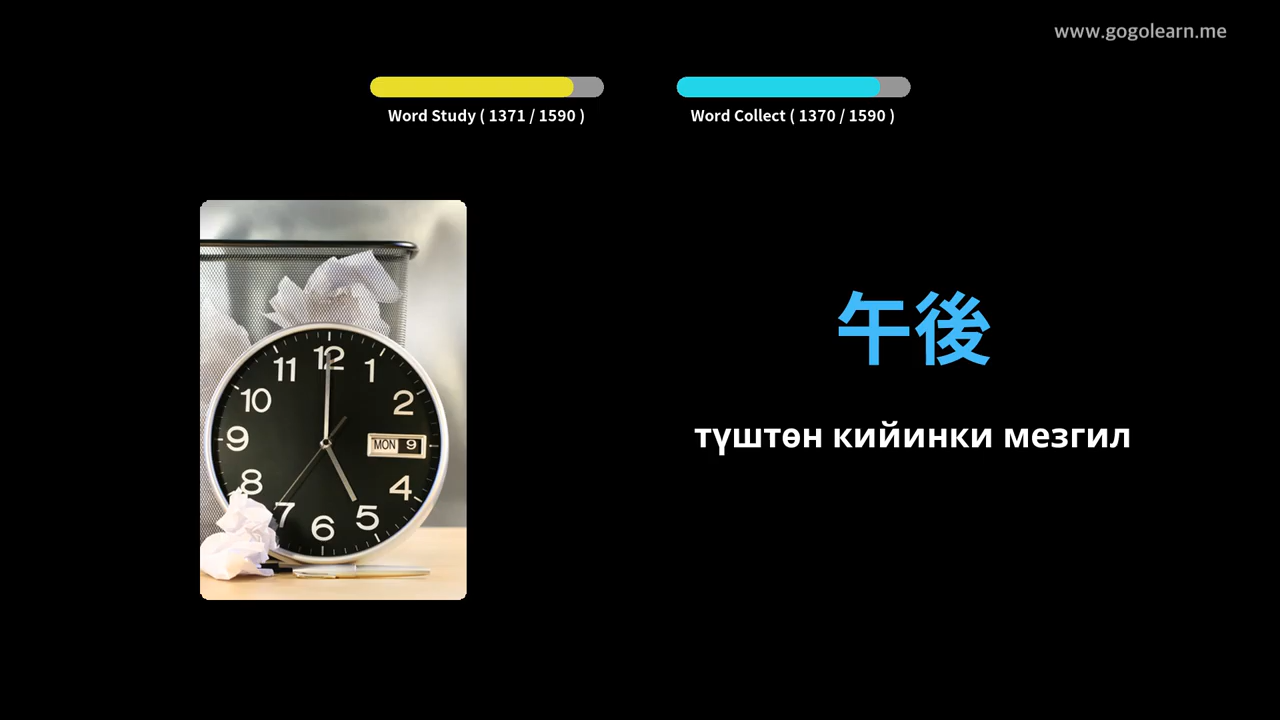 www.gogolearn.me
Word Study ( 1371 / 1590 )
Word Collect ( 1370 / 1590 )
12
11
1
10
2
9
MON 9
8
4
7
5
6
午後
түштөн кийинки мезгил